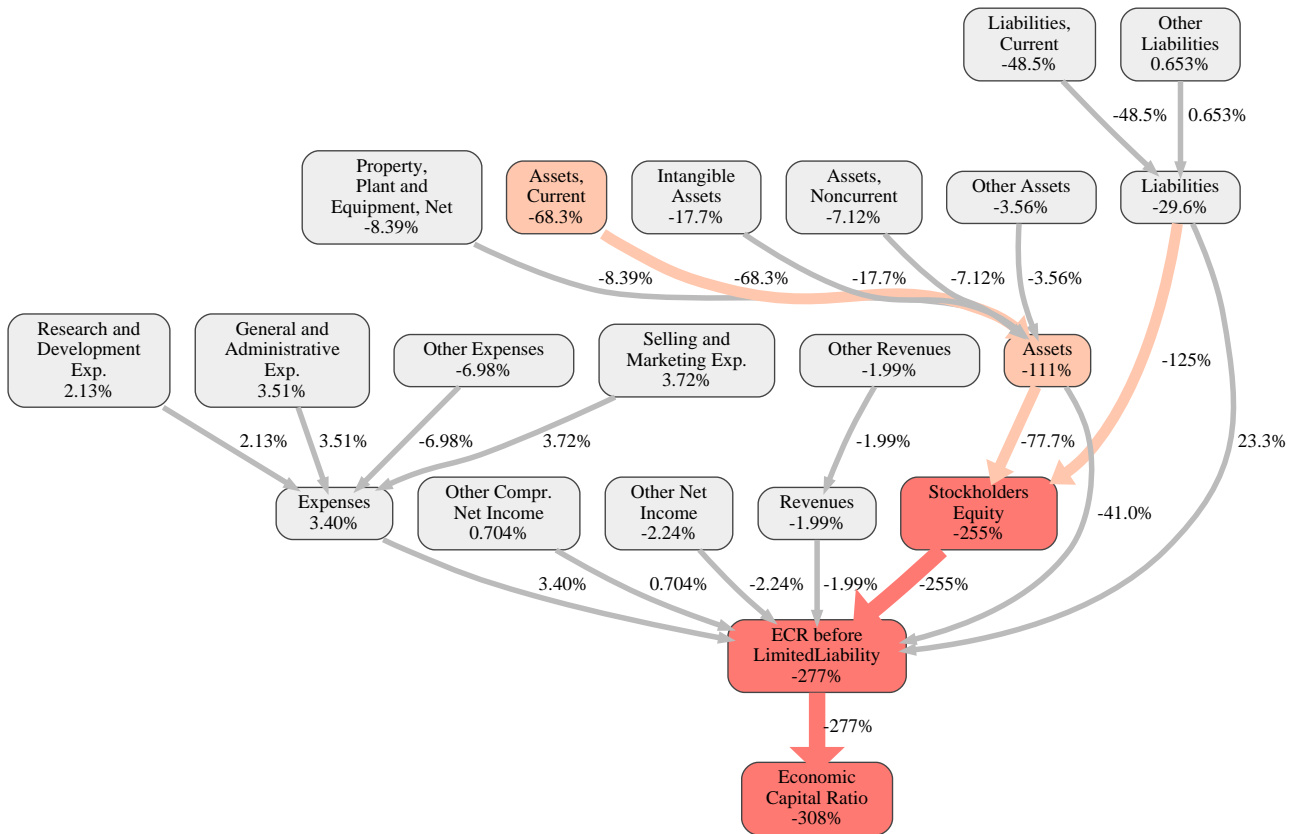 Liabilities,
Current
-48.5%
Other
Liabilities
0.653%
-48.5%
0.653%
Property,
Plant and
Equipment, Net
-8.39%
Assets,
Current
-68.3%
Intangible
Assets
-17.7%
Assets,
Noncurrent
-7.12%
Other Assets
-3.56%
Liabilities
-29.6%
-8.39%
-68.3%
-17.7%
-7.12%
-3.56%
Research and
Development
Exp.
2.13%
General and
Administrative
Exp.
3.51%
Other Expenses
-6.98%
Selling and
Marketing Exp.
3.72%
Other Revenues
-1.99%
Assets
-111%
-125%
2.13%
3.51%
-6.98%
3.72%
-1.99%
-77.7%
23.3%
Expenses
3.40%
Other Compr.
Net Income
0.704%
Other Net
Income
-2.24%
Revenues
-1.99%
Stockholders
Equity
-255%
-41.0%
3.40%
0.704%
-2.24%
-1.99%
-255%
ECR before
LimitedLiability
-277%
-277%
Economic
Capital Ratio
-308%